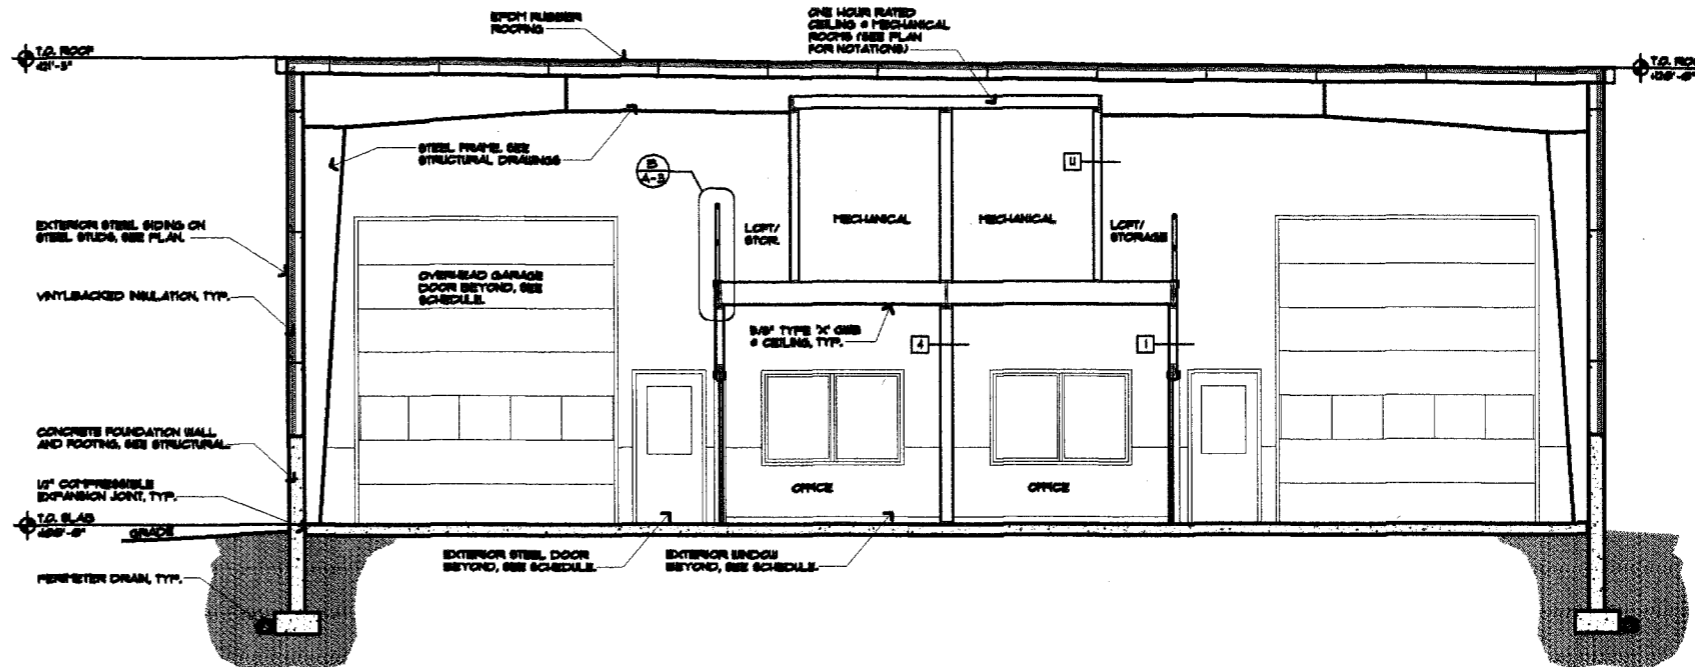 EPDM RUBBER
ROOFING
ONE HOUR RATED
CEILING @ MECHANICAL
ROOMS (SEE PLAN
FOR NOTATIONS)
T.O. ROOF
T.O. ROOF
STEEL FRAME, SEE
STRUCTURAL DRAWINGS
B
A-3
U
EXTERIOR STEEL SIDING ON
STEEL STUDS, SEE PLAN.
MECHANICAL
MECHANICAL
LOFT/
STOR.
LOFT/
STORAGE
OVERHEAD GARAGE
DOOR BEYOND, SEE
SCHEDULE.
VINYLBACKED INSULATION, TYP.
5/8" TYPE 'X' GWB
@ CEILING, TYP.
4
1
CONCRETE FOUNDATION WALL
AND FOOTING, SEE STRUCTURAL.
1/2" COMPRESSIBLE
EXPANSION JOINT, TYP.
OFFICE
OFFICE
T.O. SLAB
GRADE
EXTERIOR STEEL DOOR
BEYOND, SEE SCHEDULE.
EXTERIOR WINDOW
BEYOND, SEE SCHEDULE.
PERIMETER DRAIN, TYP.